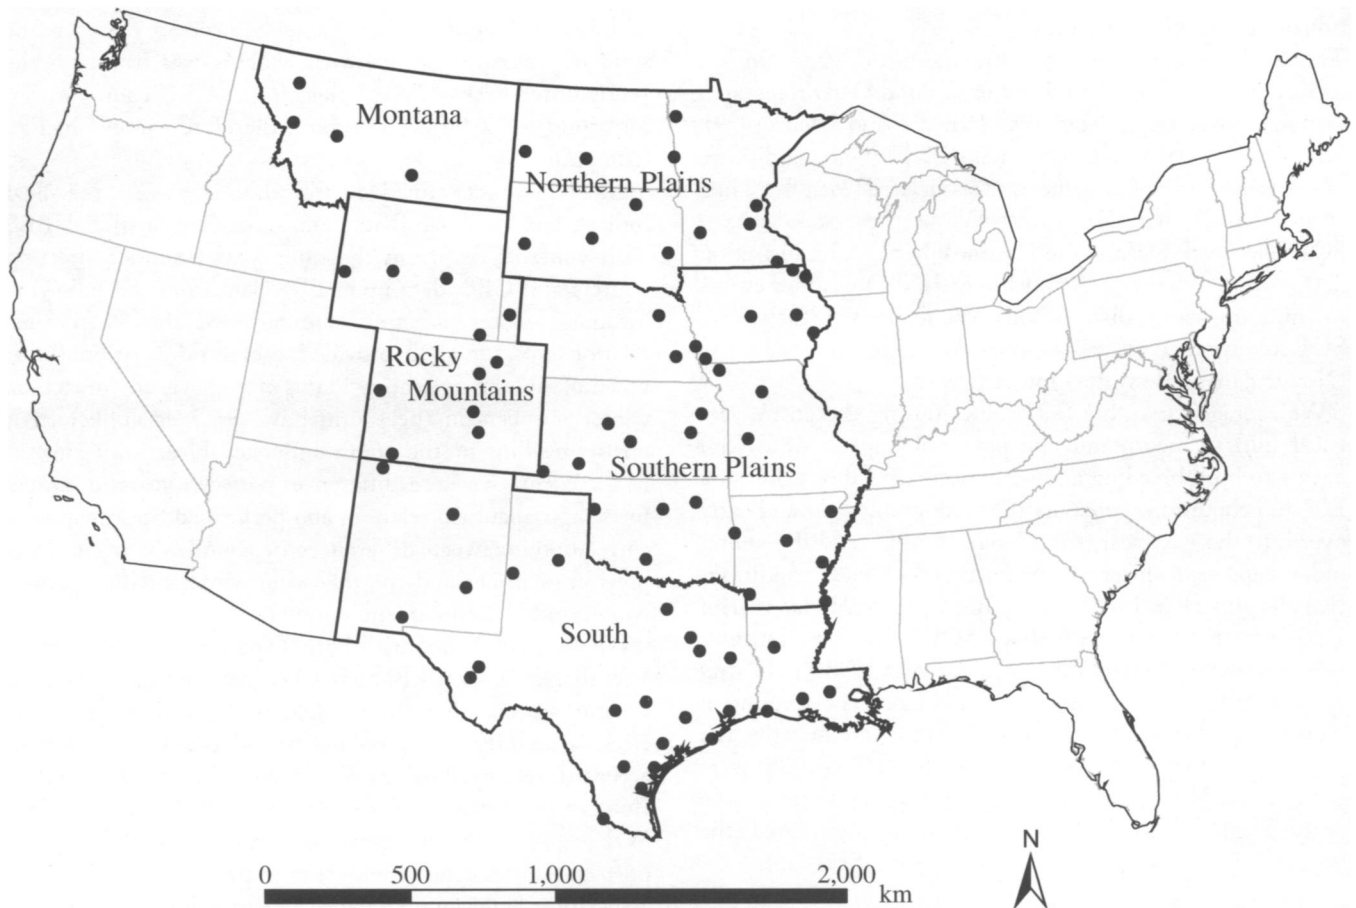 Montana
Northern Plains
Rocky
Mountains
Southern Plains
South
N
0 500 1,000 2,000
km